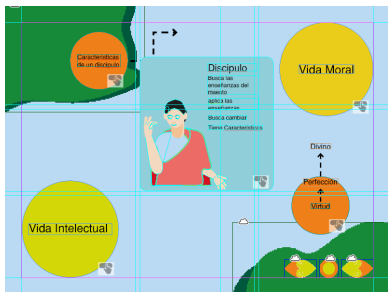 Características
de un discípulo
Discípulo
Busca las
enseñanzas del
maestro
aplica las
enseñanzas
Busca cambiar
Tiene Características
Vida Moral
Divino
Perfección
Virtud
Vida Intelectual